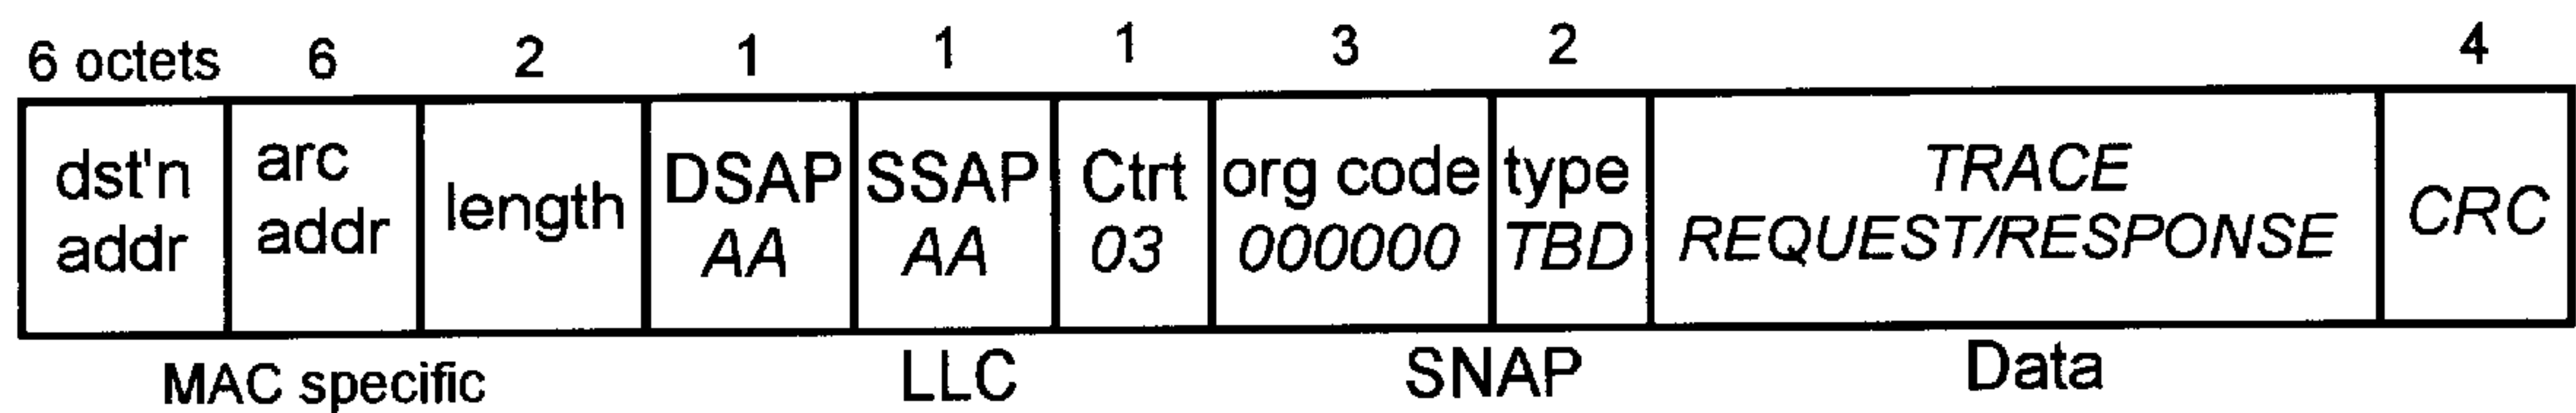 6 octets 6 2 1 1 1 3 2 4
dst'n addr
arc addr
length
DSAP AA
SSAP AA
Ctrt 03
org code 000000
type TBD
TRACE
REQUEST/RESPONSE
CRC
MAC specific LLC SNAP Data